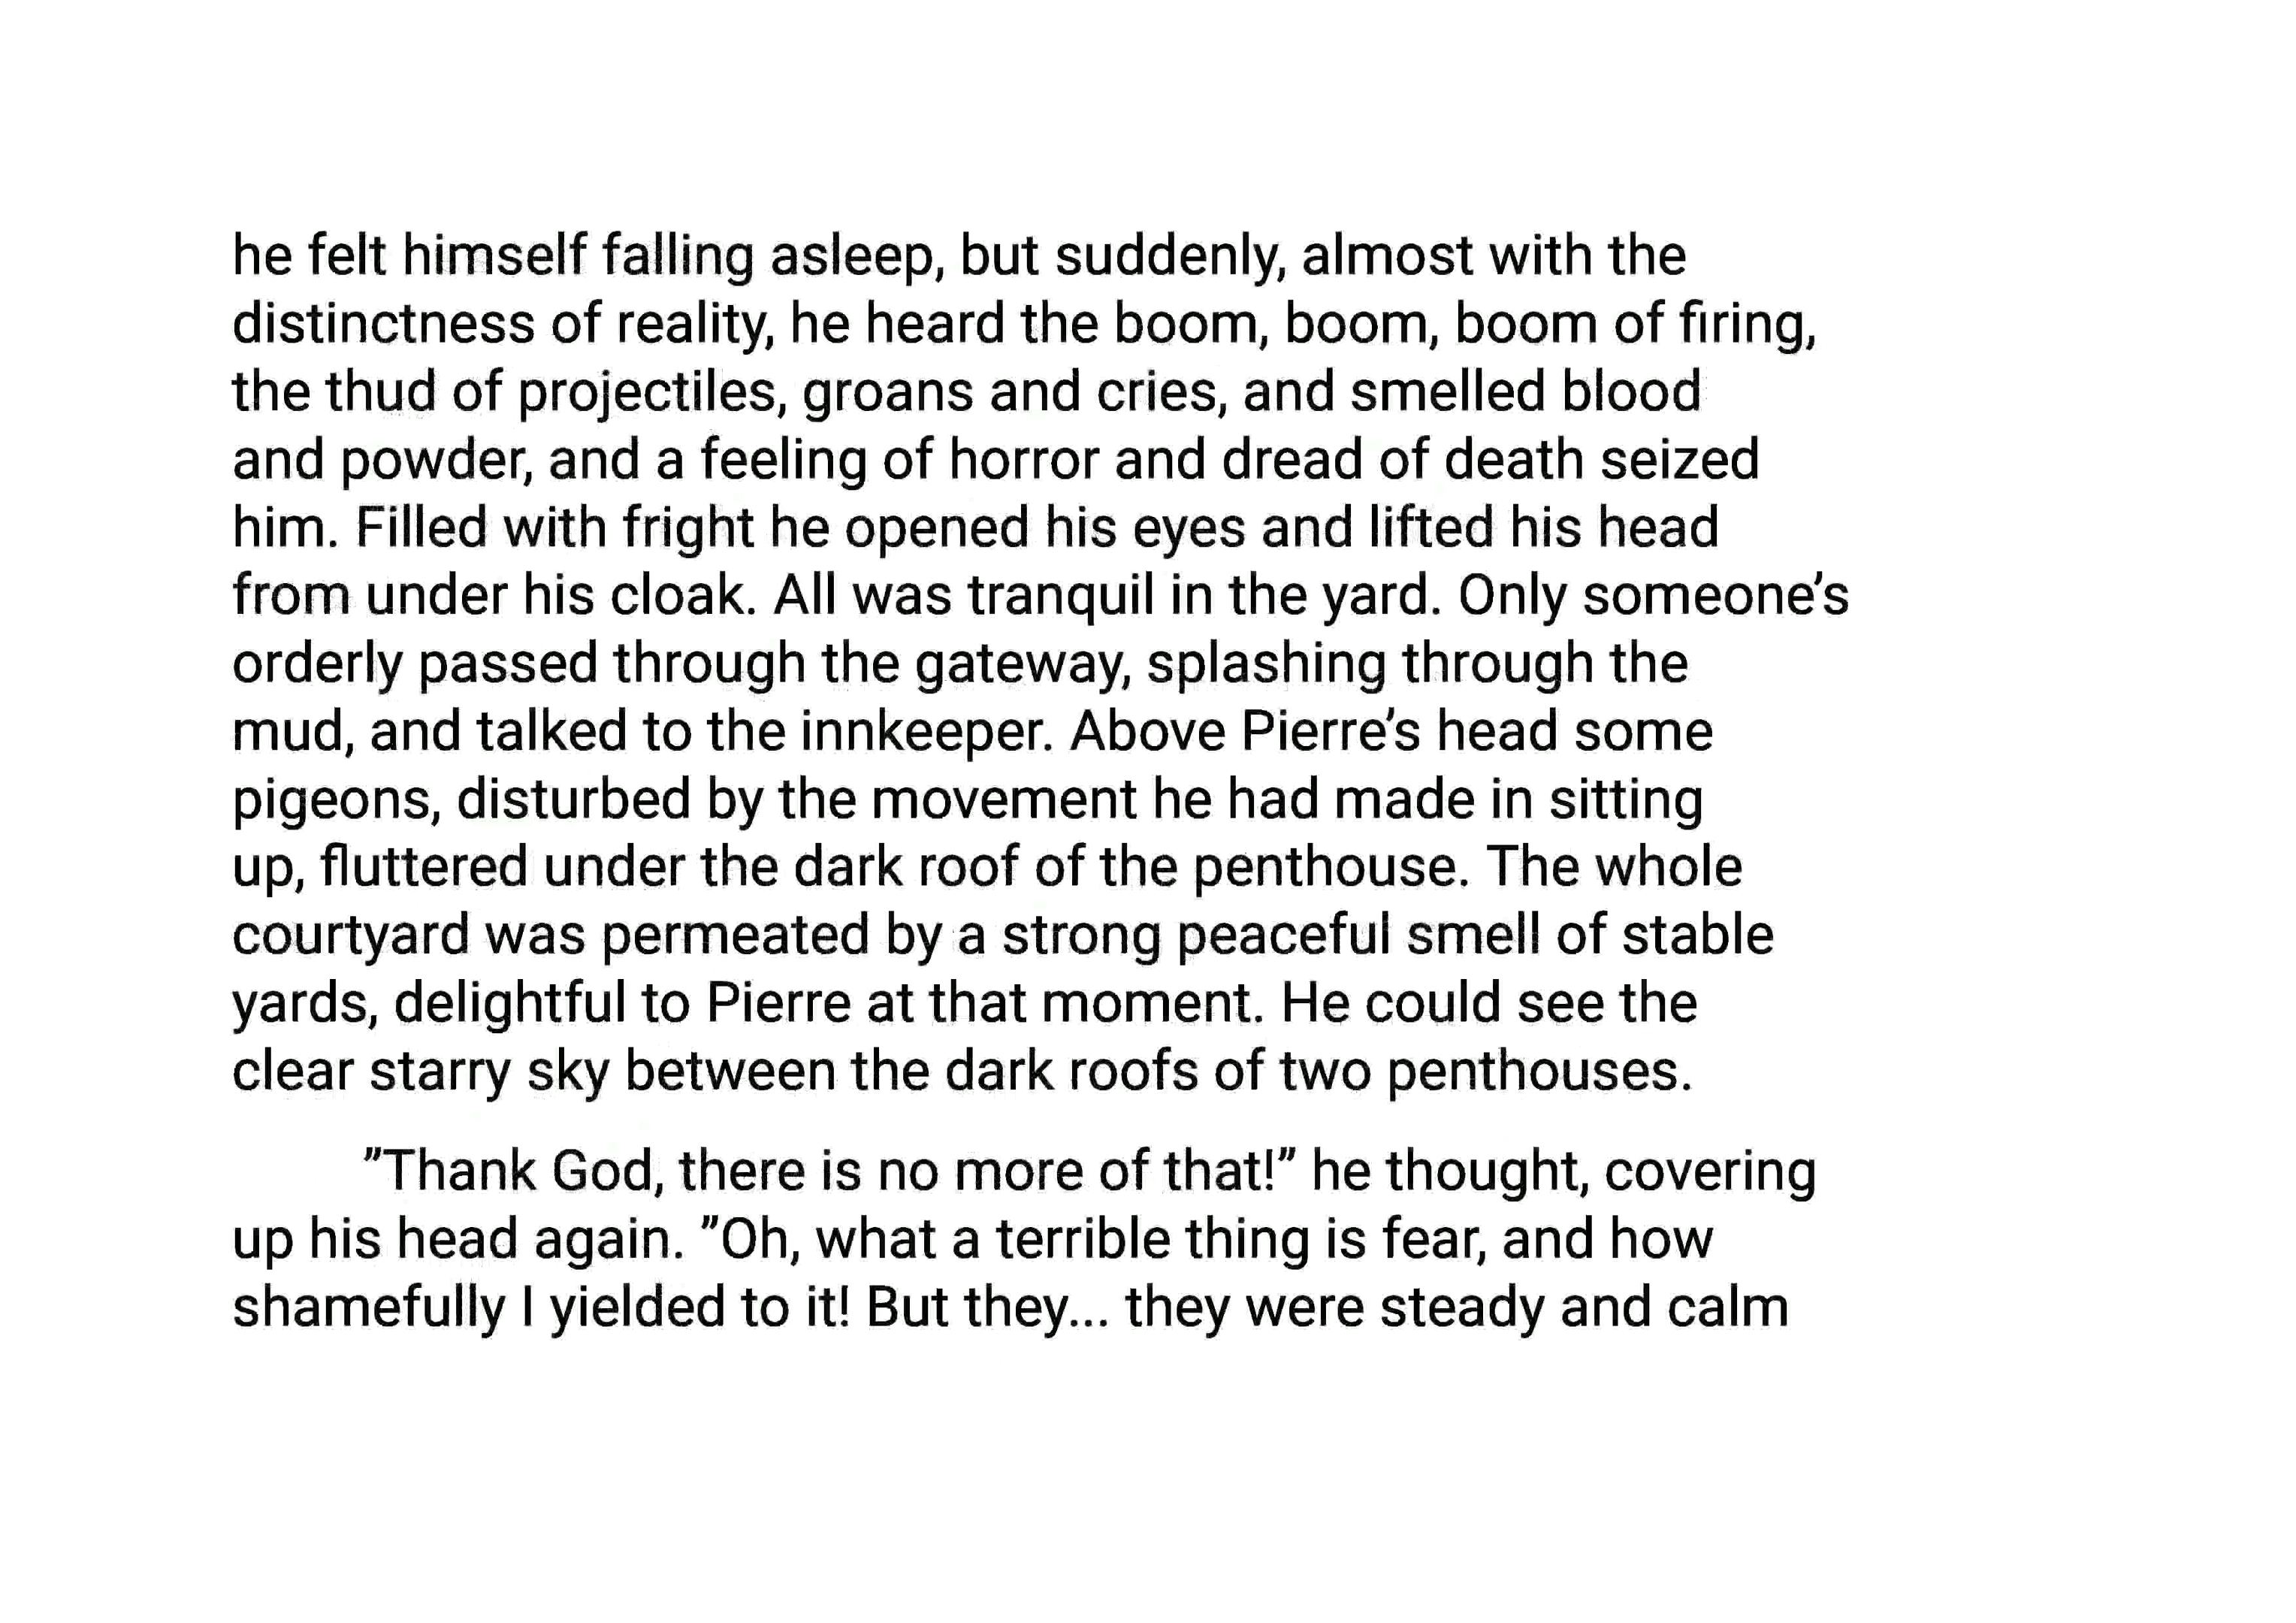 he felt himself falling asleep, but suddenly, almost with the
distinctness of reality, he heard the boom, boom, boom of firing,
the thud of projectiles, groans and cries, and smelled blood
and powder, and a feeling of horror and dread of death seized
him. Filled with fright he opened his eyes and lifted his head
from under his cloak. All was tranquil in the yard. Only someone’s
orderly passed through the gateway, splashing through the
mud, and talked to the innkeeper. Above Pierre’s head some
pigeons, disturbed by the movement he had made in sitting
up, fluttered under the dark roof of the penthouse. The whole
courtyard was permeated by a strong peaceful smell of stable
yards, delightful to Pierre at that moment. He could see the
clear starry sky between the dark roofs of two penthouses.
”Thank God, there is no more of that!” he thought, covering
up his head again. ”Oh, what a terrible thing is fear, and how
shamefully I yielded to it! But they... they were steady and calm